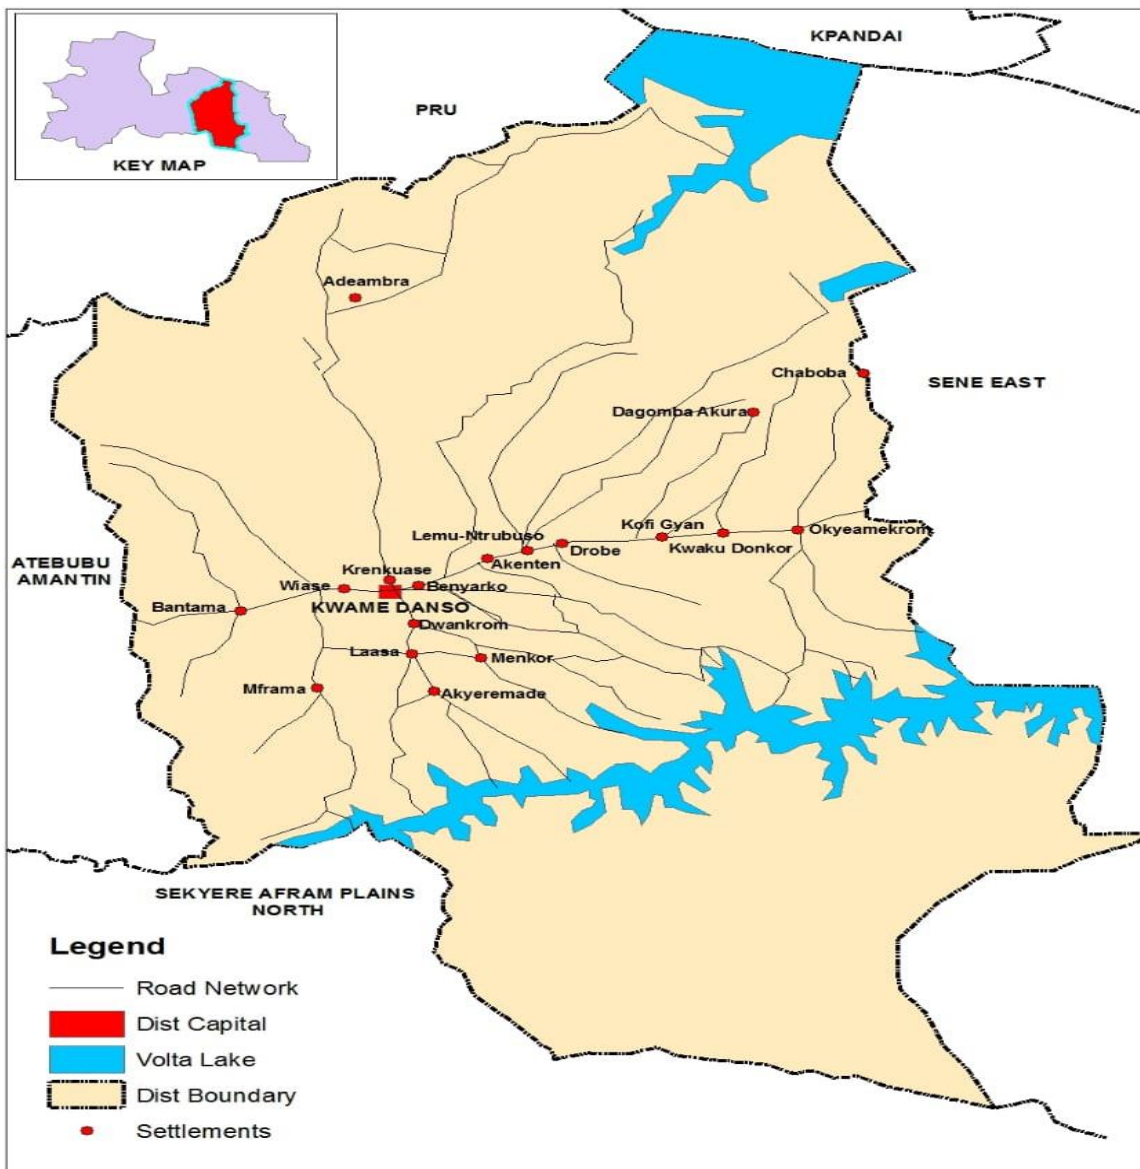 KPANDAI
PRU
KEY MAP
Adeambra
Chaboba
SENE EAST
Dagomba Akura
Kofi Gyan
Okyeamekrom
Lemu-Ntrubuso
Drobe
Kwaku Donkor
Akenten
ATEBUBU
AMANTIN
Krenkuase
Wiase
Benyarko
Bantama
KWAME DANSO
Dwankrom
Laasa
Menkor
Mframa
Akyeremade
SEKYERE AFRAM PLAINS
NORTH
Legend
Road Network
Dist Capital
Volta Lake
Dist Boundary
Settlements